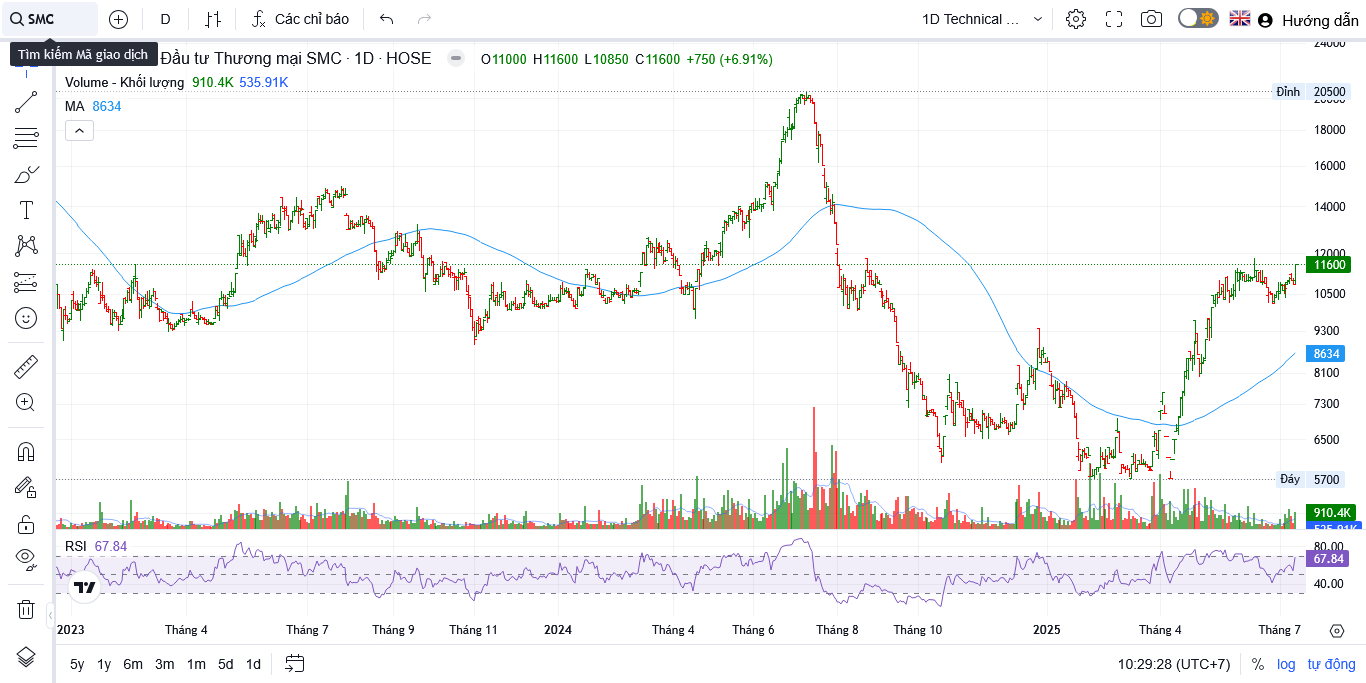 SMC
D
Các chỉ báo
1D Technical ...
Hướng dẫn
Tìm kiếm Mã giao dịch
Đầu tư Thương mại SMC · 1D · HOSE
O11000 H11600 L10850 C11600 +750 (+6.91%)
Volume - Khối lượng 910.4K 535.91K
MA 8634
24000
Đỉnh 20500
20000
18000
16000
14000
12000
11600
10500
9300
8634
8100
7300
6500
Đáy 5700
910.4K
535.91K
RSI 67.84
80.00
67.84
40.00
2023 Tháng 4 Tháng 7 Tháng 9 Tháng 11 2024 Tháng 4 Tháng 6 Tháng 8 Tháng 10 2025 Tháng 4 Tháng 7
5y 1y 6m 3m 1m 5d 1d
10:29:28 (UTC+7) % log tự động